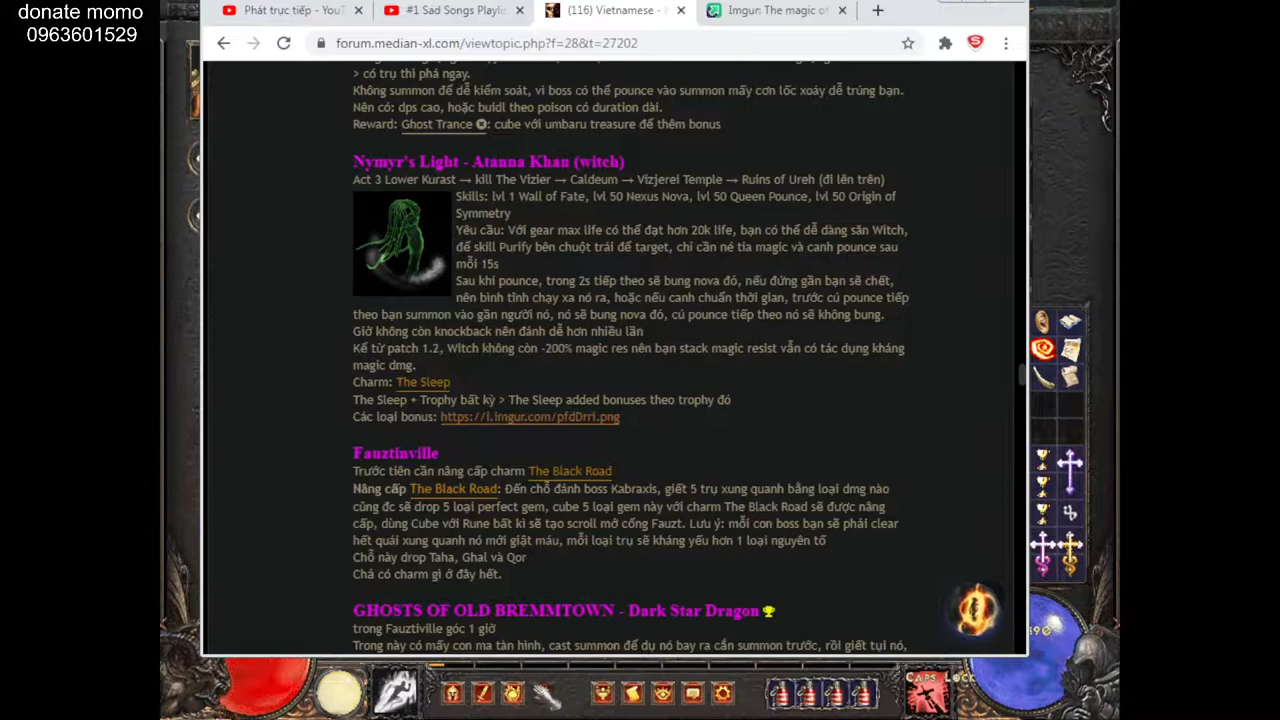 donate momo
0963601529
Phát trực tiếp - YouT
#1 Sad Songs Playlis
(116) Vietnamese -
Imgur: The magic of
forum.median-xl.com/viewtopic.php?f=28&t=27202
> có trụ thì phá ngay.
Không summon để dễ kiểm soát, vì boss có thể pounce vào summon mấy cơn lốc xoáy dễ trúng bạn.
Nên có: dps cao, hoặc buidl theo poison có duration dài.
Reward: Ghost Trance : cube với umbaru treasure để thêm bonus
Nymyr's Light - Atanna Khan (witch)
Act 3 Lower Kurast → kill The Vizier → Caldeum → Vizjerei Temple → Ruins of Ureh (đi lên trên)
Skills: lvl 1 Wall of Fate, lvl 50 Nexus Nova, lvl 50 Queen Pounce, lvl 50 Origin of
Symmetry
Yêu cầu: Với gear max life có thể đạt hơn 20k life, bạn có thể dễ dàng săn Witch,
để skill Purify bên chuột trái để target, chỉ cần né tia magic và canh pounce sau
mỗi 15s
Sau khi pounce, trong 2s tiếp theo sẽ bung nova đỏ, nếu đứng gần bạn sẽ chết,
nên bình tĩnh chạy xa nó ra, hoặc nếu canh chuẩn thời gian, trước cú pounce tiếp
theo bạn summon vào gần người nó, nó sẽ bung nova đỏ, cú pounce tiếp theo nó sẽ không bung.
Giờ không còn knockback nên đánh dễ hơn nhiều lần
Kể từ patch 1.2, Witch không còn -200% magic res nên bạn stack magic resist vẫn có tác dụng kháng
magic dmg.
Charm: The Sleep
The Sleep + Trophy bất kỳ > The Sleep added bonuses theo trophy đó
Các loại bonus: https://i.imgur.com/pfdDrri.png
Fauztinville
Trước tiên cần nâng cấp charm The Black Road
Nâng cấp The Black Road: Đến chỗ đánh boss Kabraxis, giết 5 trụ xung quanh bằng loại dmg nào
cũng đc sẽ drop 5 loại perfect gem, cube 5 loại gem này với charm The Black Road sẽ được nâng
cấp, dùng Cube với Rune bất kì sẽ tạo scroll mở cổng Fauzt. Lưu ý: mỗi con boss bạn sẽ phải clear
hết quái xung quanh nó mới giật máu, mỗi loại trụ sẽ kháng yếu hơn 1 loại nguyên tố
Chỗ này drop Taha, Ghal và Qor
Chả có charm gì ở đây hết.
GHOSTS OF OLD BREMMTOWN - Dark Star Dragon
trong Fauztinville góc 1 giờ
Trong này có mấy con ma tàn hình, cast summon để dụ nó bay ra cắn summon trước, rồi giết tụi nó,
Caps Lock